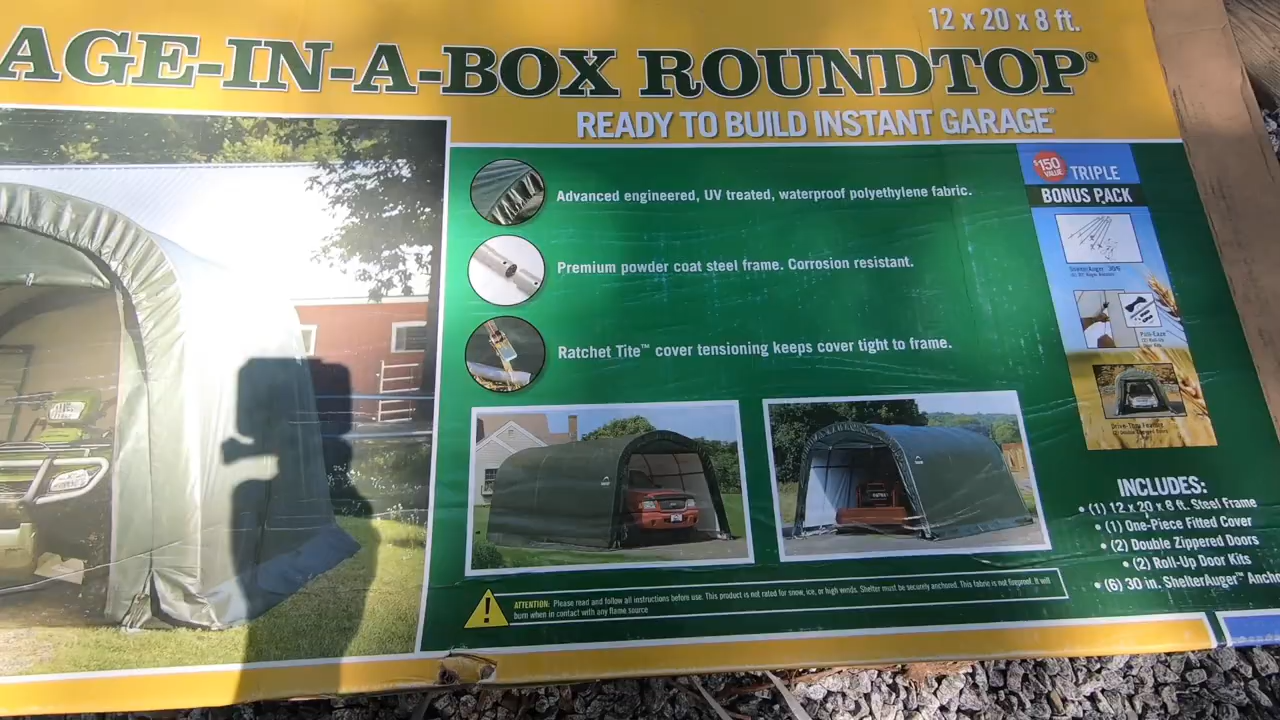 12 x 20 x 8 ft.
AGE-IN-A-BOX ROUNDTOP®
READY TO BUILD INSTANT GARAGE
$150 VALUE
TRIPLE
BONUS PACK
Advanced engineered, UV treated, waterproof polyethylene fabric.
Premium powder coat steel frame. Corrosion resistant.
Ratchet Tite™ cover tensioning keeps cover tight to frame.
INCLUDES:
• (1) 12 x 20 x 8 ft. Steel Frame
• (1) One-Piece Fitted Cover
• (2) Double Zippered Doors
• (2) Roll-Up Door Kits
• (6) 30 in. ShelterAuger™ Ancho
ATTENTION: Please read and follow all instructions before use. This product is not rated for snow, ice, or high winds. Shelter must be securely anchored. This fabric is not fireproof. It will
burn when in contact with any flame source